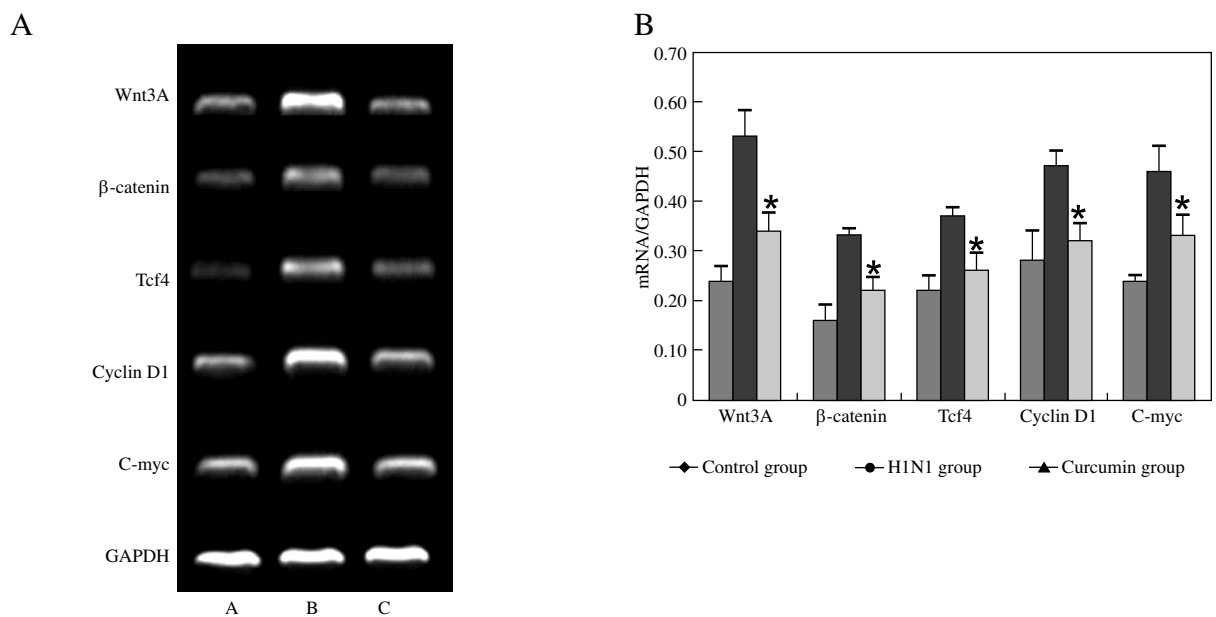 A
Wnt3A
β-catenin
Tcf4
Cyclin D1
C-myc
GAPDH
A B C
B
mRNA/GAPDH
0.70
0.60
0.50
0.40
0.30
0.20
0.10
0
* * * * *
Wnt3A β-catenin Tcf4 Cyclin D1 C-myc
Control group H1N1 group Curcumin group